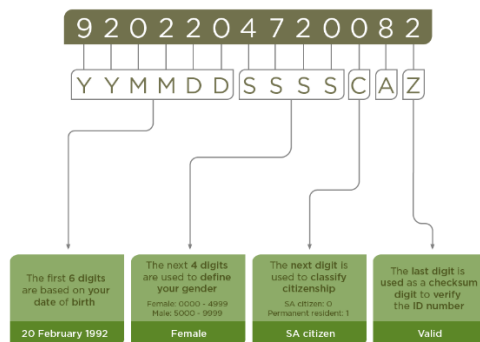 9202204720082
YYMMDDSSSSCAZ
The first 6 digits
are based on your
date of birth
20 February 1992
The next 4 digits
are used to define
your gender
Female: 0000 - 4999
Male: 5000 - 9999
Female
The next digit is
used to classify
citizenship
SA citizen: 0
Permanent resident: 1
SA citizen
The last digit is
used as a checksum
digit to verify
the ID number
Valid